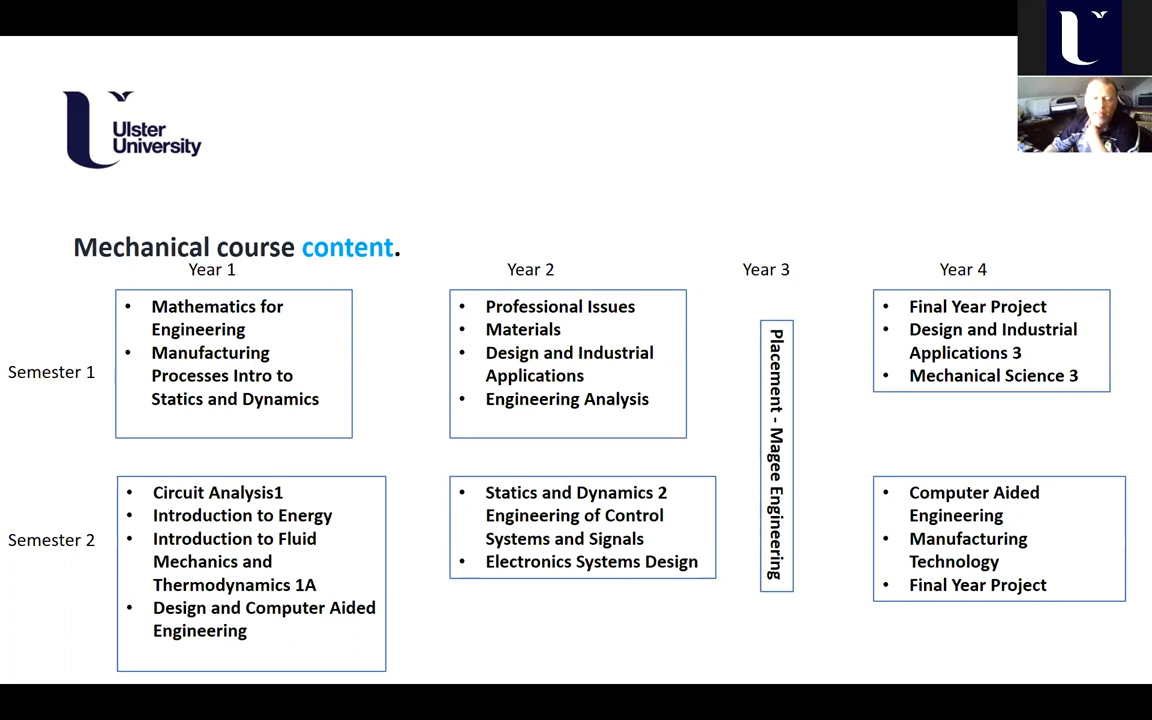 Ulster
University
Mechanical course content.
Year 1
Year 2
Year 3
Year 4
Semester 1
• Mathematics for
Engineering
• Manufacturing
Processes Intro to
Statics and Dynamics
• Professional Issues
• Materials
• Design and Industrial
Applications
• Engineering Analysis
Placement - Magee Engineering
• Final Year Project
• Design and Industrial
Applications 3
• Mechanical Science 3
Semester 2
• Circuit Analysis1
• Introduction to Energy
• Introduction to Fluid
Mechanics and
Thermodynamics 1A
• Design and Computer Aided
Engineering
• Statics and Dynamics 2
Engineering of Control
Systems and Signals
• Electronics Systems Design
• Computer Aided
Engineering
• Manufacturing
Technology
• Final Year Project